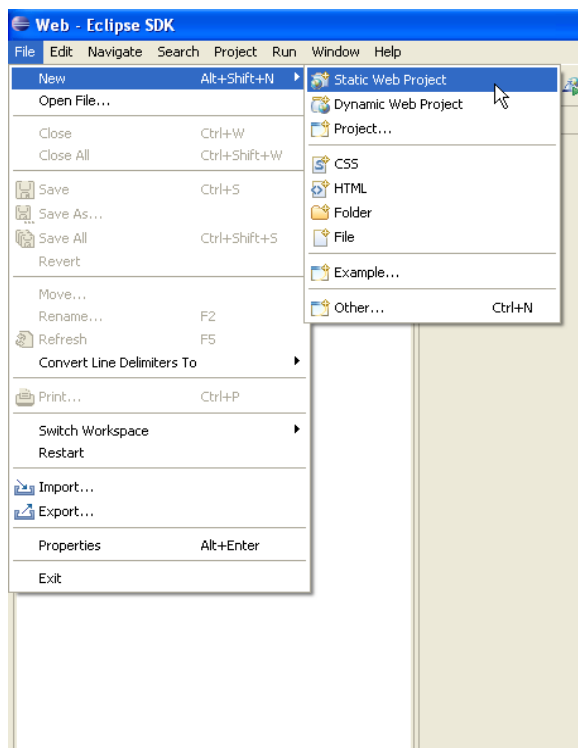 Web - Eclipse SDK
File Edit Navigate Search Project Run Window Help
New Alt+Shift+N
Open File...
Close Ctrl+W
Close All Ctrl+Shift+W
Save Ctrl+S
Save As...
Save All Ctrl+Shift+S
Revert
Move...
Rename... F2
Refresh F5
Convert Line Delimiters To
Print... Ctrl+P
Switch Workspace
Restart
Import...
Export...
Properties Alt+Enter
Exit
Static Web Project
Dynamic Web Project
Project...
CSS
HTML
Folder
File
Example...
Other... Ctrl+N